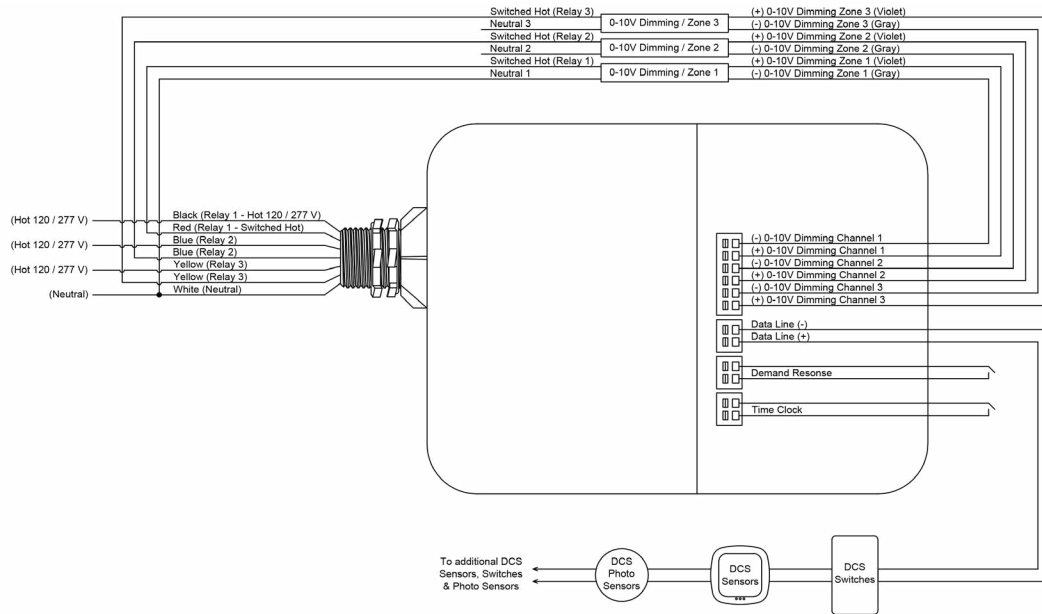 Switched Hot (Relay 3)
Neutral 3
0-10V Dimming / Zone 3
(+) 0-10V Dimming Zone 3 (Violet)
(-) 0-10V Dimming Zone 3 (Gray)
Switched Hot (Relay 2)
Neutral 2
0-10V Dimming / Zone 2
(+) 0-10V Dimming Zone 2 (Violet)
(-) 0-10V Dimming Zone 2 (Gray)
Switched Hot (Relay 1)
Neutral 1
0-10V Dimming / Zone 1
(+) 0-10V Dimming Zone 1 (Violet)
(-) 0-10V Dimming Zone 1 (Gray)
(Hot 120 / 277 V)
(Hot 120 / 277 V)
(Hot 120 / 277 V)
(Neutral)
Black (Relay 1 - Hot 120 / 277 V)
Red (Relay 1 - Switched Hot)
Blue (Relay 2)
Blue (Relay 2)
Yellow (Relay 3)
Yellow (Relay 3)
White (Neutral)
(-) 0-10V Dimming Channel 1
(+) 0-10V Dimming Channel 1
(-) 0-10V Dimming Channel 2
(+) 0-10V Dimming Channel 2
(-) 0-10V Dimming Channel 3
(+) 0-10V Dimming Channel 3
Data Line (-)
Data Line (+)
Demand Resonse
Time Clock
To additional DCS
Sensors, Switches
& Photo Sensors
DCS
Photo
Sensors
DCS
Sensors
DCS
Switches